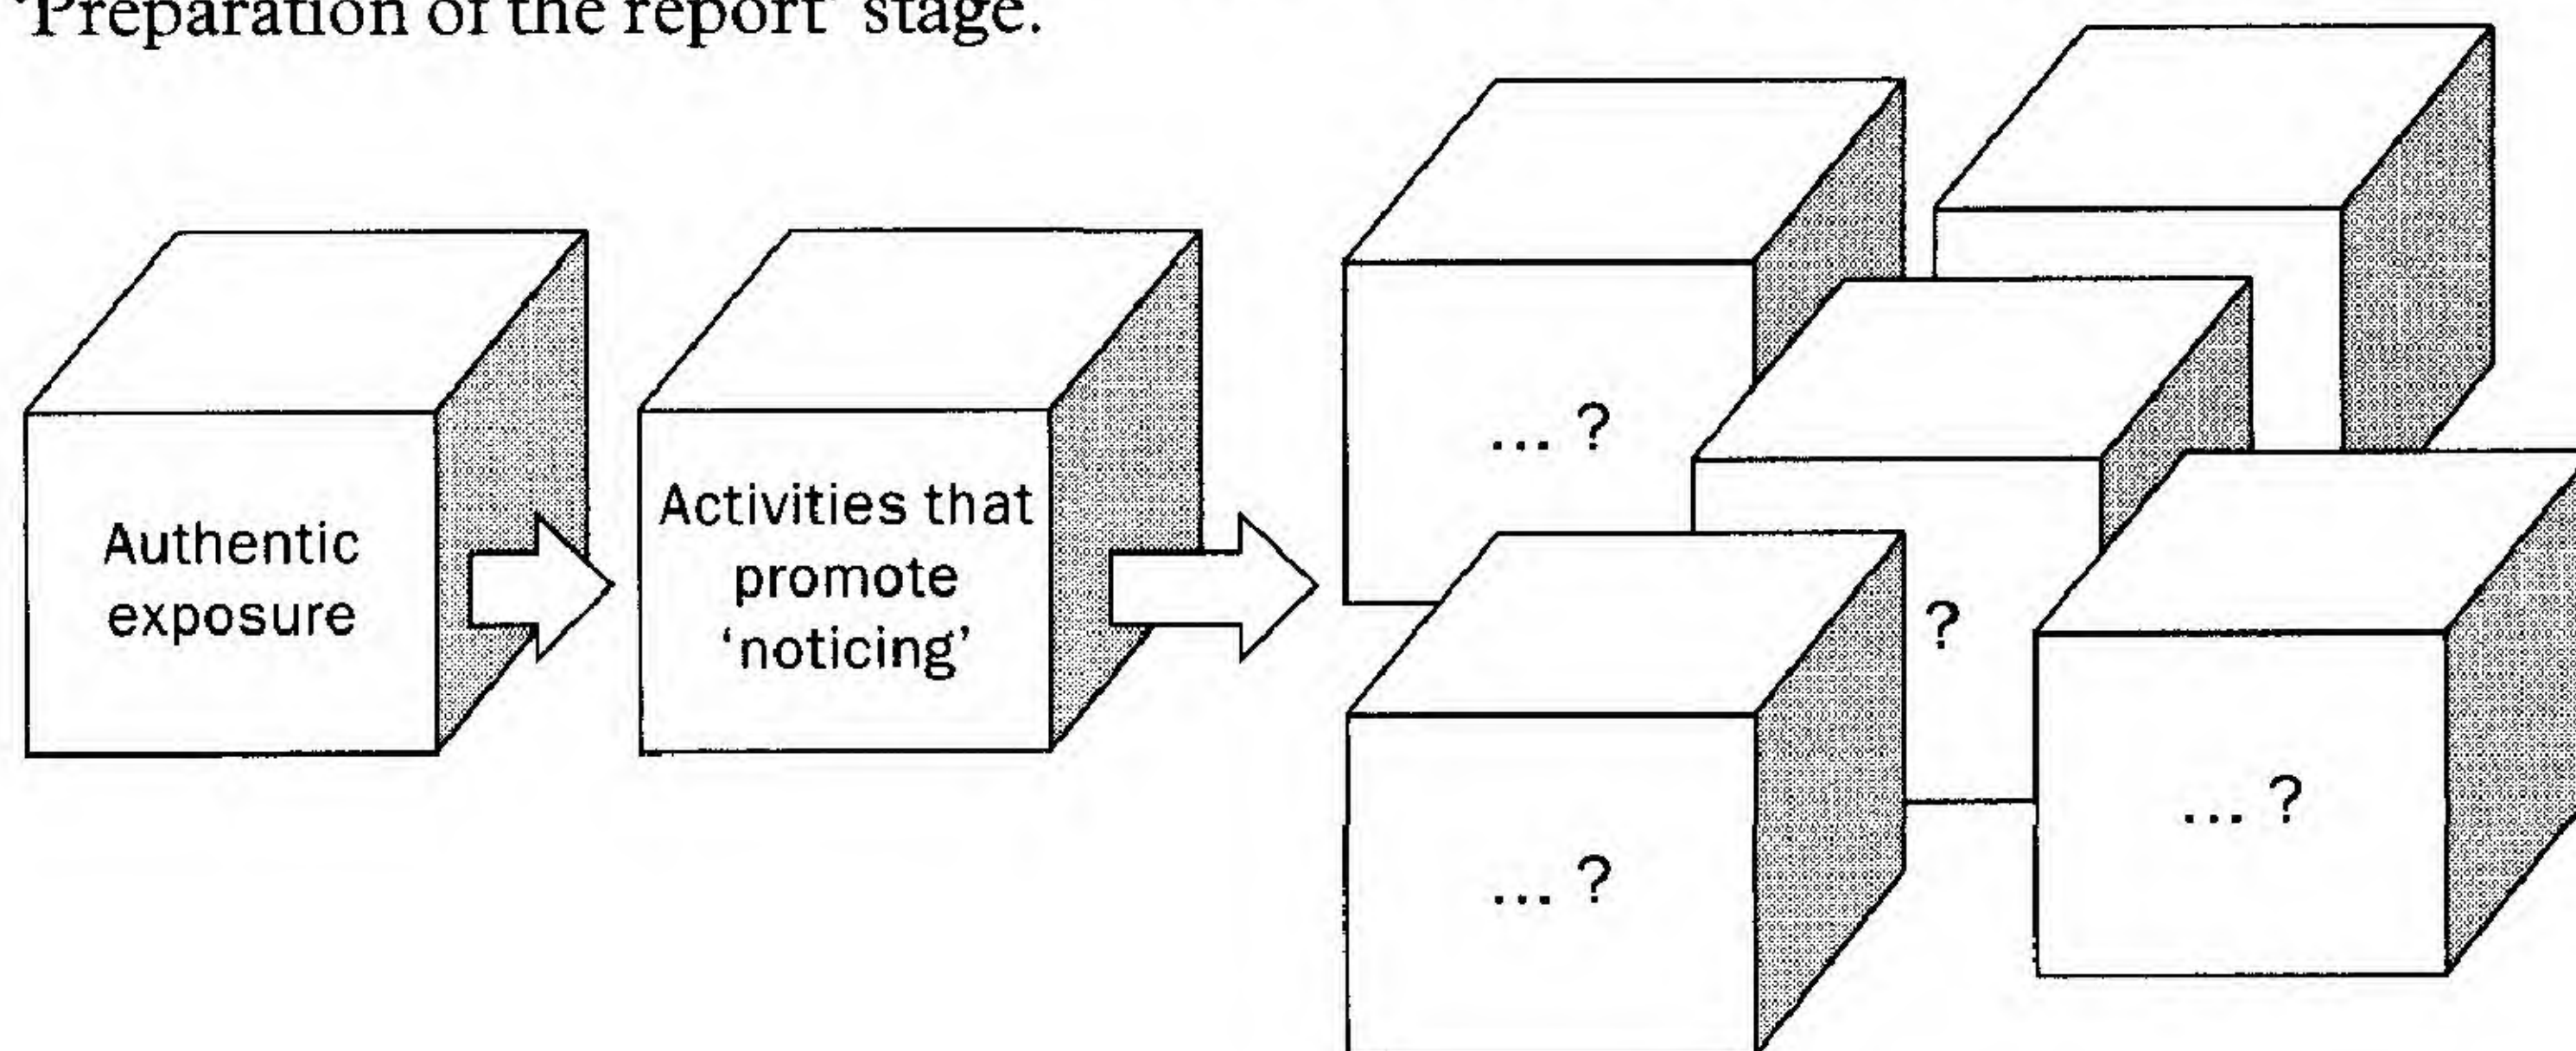 'Preparation of the report' stage.
Authentic
exposure
Activities that
promote
'noticing'
... ?
?
... ?
... ?